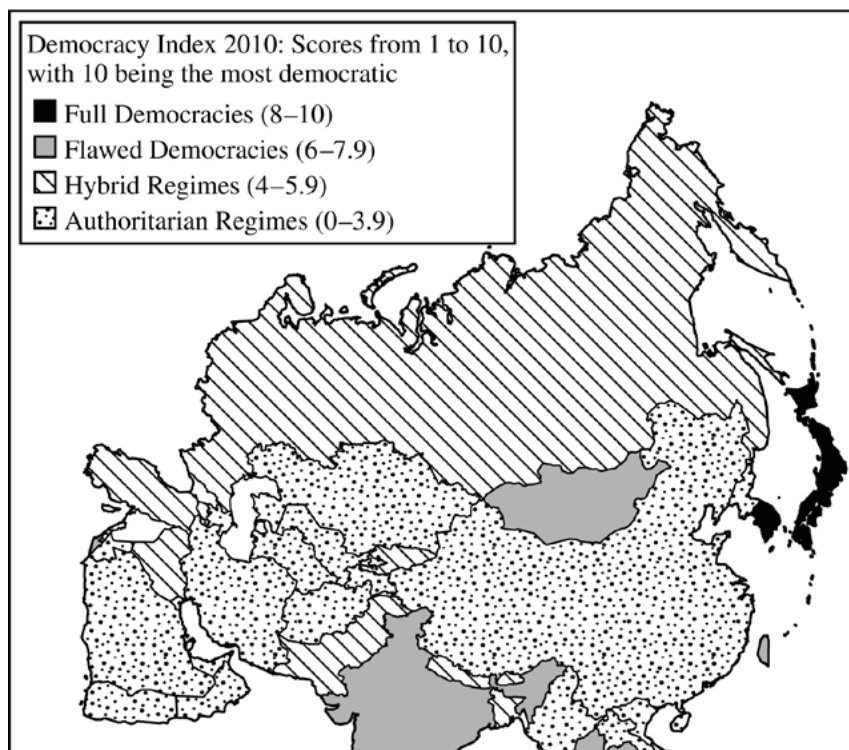 Democracy Index 2010: Scores from 1 to 10,
with 10 being the most democratic
Full Democracies (8–10)
Flawed Democracies (6–7.9)
Hybrid Regimes (4–5.9)
Authoritarian Regimes (0–3.9)